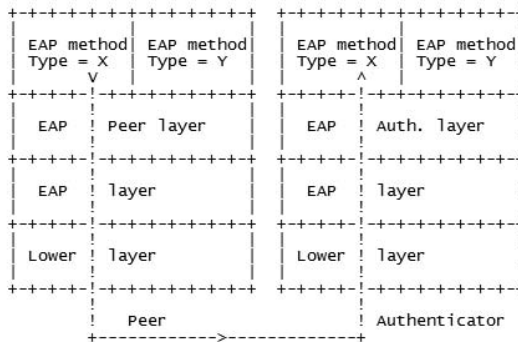 +-+-+-+-+-+-+-+-+-+-+-+-+  +-+-+-+-+-+-+-+-+-+-+-+-+
|           |           |  |           |           |
| EAP method| EAP method|  | EAP method| EAP method|
| Type = X  | Type = Y  |  | Type = X  | Type = Y  |
|       V   |           |  |       ^   |           |
+-+-+-+-!-+-+-+-+-+-+-+-+  +-+-+-+-!-+-+-+-+-+-+-+-+
|       !               |  |       !               |
|  EAP  ! Peer layer    |  |  EAP  ! Auth. layer   |
|       !               |  |       !               |
+-+-+-+-!-+-+-+-+-+-+-+-+  +-+-+-+-!-+-+-+-+-+-+-+-+
|       !               |  |       !               |
|  EAP  ! layer         |  |  EAP  ! layer         |
|       !               |  |       !               |
+-+-+-+-!-+-+-+-+-+-+-+-+  +-+-+-+-!-+-+-+-+-+-+-+-+
|       !               |  |       !               |
| Lower ! layer         |  | Lower ! layer         |
|       !               |  |       !               |
+-+-+-+-!-+-+-+-+-+-+-+-+  +-+-+-+-!-+-+-+-+-+-+-+-+
        !                          !
        !   Peer                   ! Authenticator
        +------------>-------------+